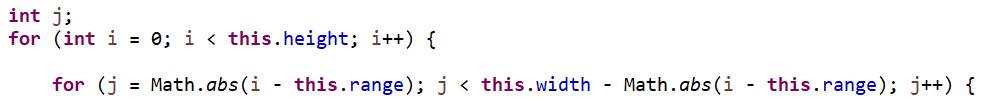 int j;
for (int i = 0; i < this.height; i++) {
for (j = Math.abs(i - this.range); j < this.width - Math.abs(i - this.range); j++) {